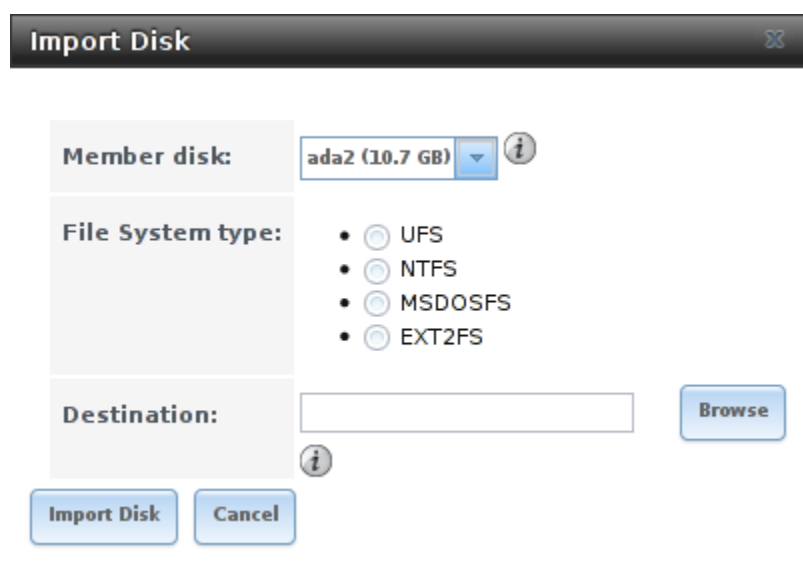 Import Disk
Member disk: ada2 (10.7 GB)
File System type: UFS
NTFS
MSDOSFS
EXT2FS
Destination: Browse
Import Disk Cancel